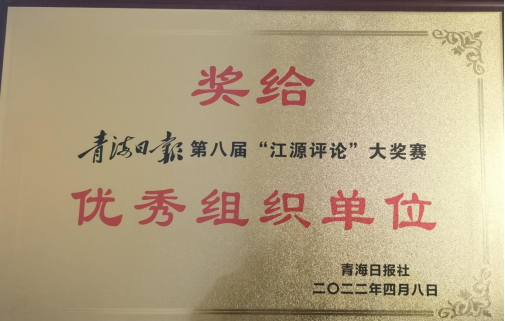 奖给
青海日报第八届“江源评论”大奖赛
优秀组织单位
青海日报社
二〇二二年四月八日